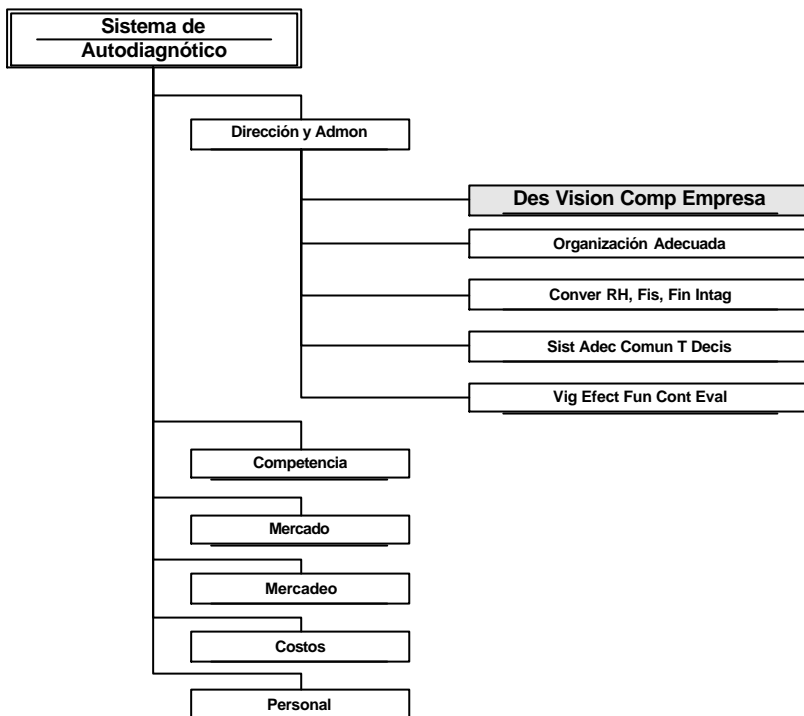 Sistema de
Autodiagnótico
Dirección y Admon
Des Vision Comp Empresa
Organización Adecuada
Conver RH, Fis, Fin Intag
Sist Adec Comun T Decis
Vig Efect Fun Cont Eval
Competencia
Mercado
Mercadeo
Costos
Personal